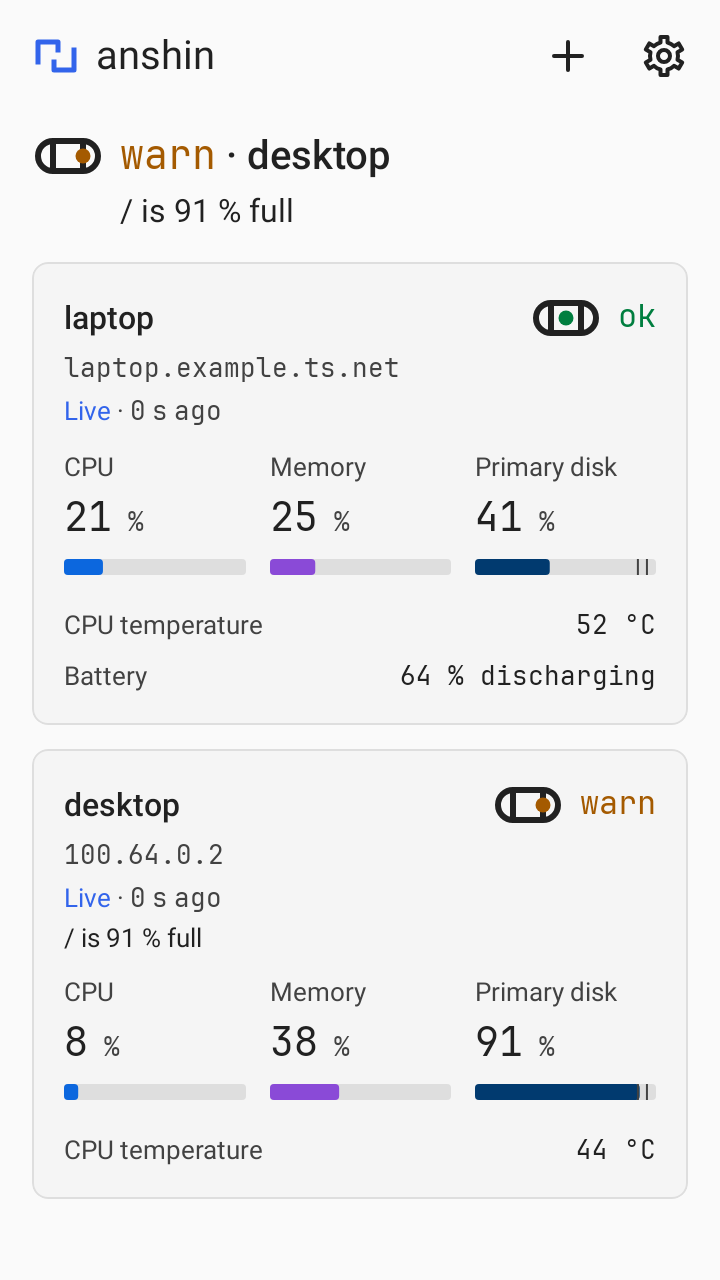 anshin
warn · desktop
/ is 91 % full
laptop
ok
laptop.example.ts.net
Live · 0 s ago
CPU Memory Primary disk
21 % 25 % 41 %
CPU temperature 52 °C
Battery 64 % discharging
desktop
warn
100.64.0.2
Live · 0 s ago
/ is 91 % full
CPU Memory Primary disk
8 % 38 % 91 %
CPU temperature 44 °C